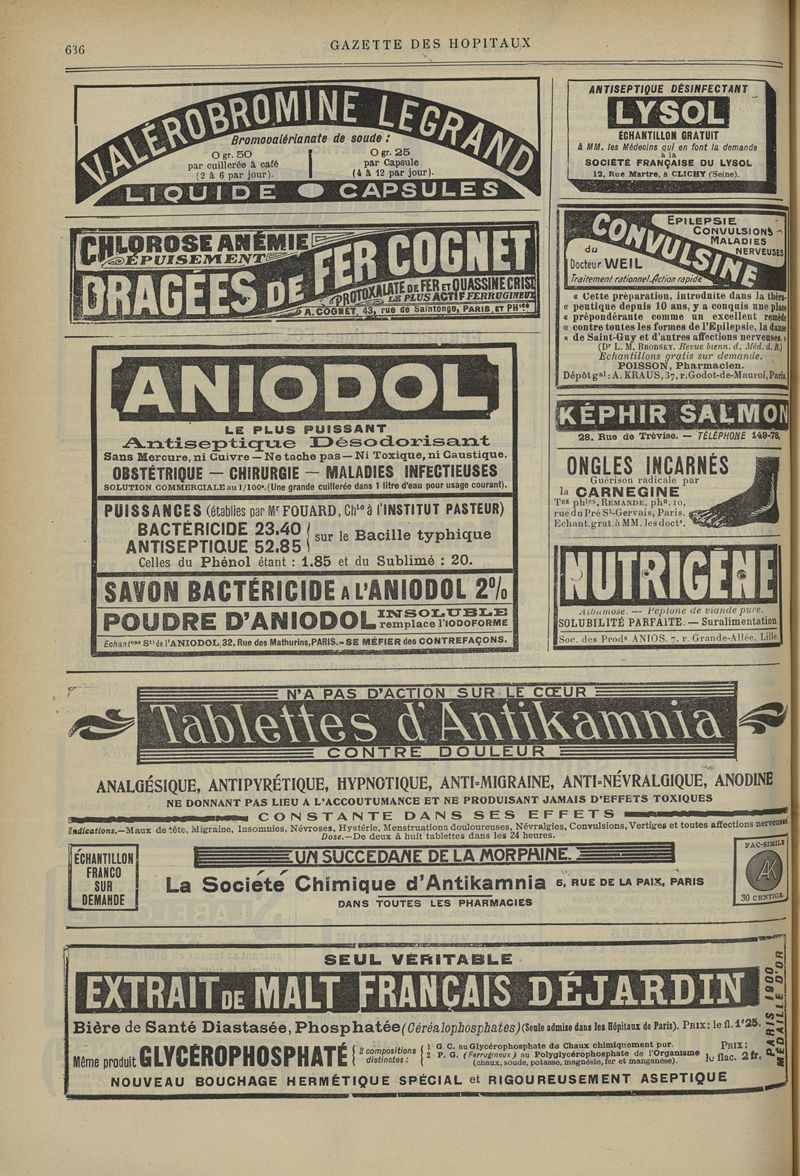 636
GAZETTE DES HOPITAUX
VALÉROBROMINE LEGRAND
Bromovalérianate de soude :
0 gr. 50
par cuillerée à café
(2 à 6 par jour).
0 gr. 25
par Capsule
(4 à 12 par jour).
LIQUIDE CAPSULES
CHLOROSE ANÉMIE
ÉPUISEMENT
DRAGÉES DE FER COGNET
PROTOXALATE DE FER ET QUASSINE CRIST
LE PLUS ACTIF FERRUGINEUX
A. COGNET, 43, rue de Saintonge, PARIS, ET PHies
ANIODOL
LE PLUS PUISSANT
Antiseptique Désodorisant
Sans Mercure, ni Cuivre — Ne tache pas — Ni Toxique, ni Caustique.
OBSTÉTRIQUE — CHIRURGIE — MALADIES INFECTIEUSES
SOLUTION COMMERCIALE au 1/100e. (Une grande cuillerée dans 1 litre d'eau pour usage courant).
PUISSANCES (établies par Mr FOUARD, Chte à l'INSTITUT PASTEUR)
BACTÉRICIDE 23.40
ANTISEPTIQUE 52.85
sur le Bacille typhique
Celles du Phénol étant : 1.85 et du Sublimé : 20.
SAVON BACTÉRICIDE A L'ANIODOL 2%
POUDRE D'ANIODOL INSOLUBLE
remplace l'IODOFORME
Echantons Sté de l'ANIODOL, 32, Rue des Mathurins, PARIS. - SE MÉFIER des CONTREFAÇONS.
ANTISEPTIQUE DÉSINFECTANT
LYSOL
ÉCHANTILLON GRATUIT
à MM. les Médecins qui en font la demande
à la
SOCIÉTÉ FRANÇAISE DU LYSOL
12, Rue Martre, à CLICHY (Seine).
EPILEPSIE
CONVULSIONS
MALADIES
NERVEUSES
CONVULSINE
du
Docteur WEIL
Traitement rationnel. Action rapide
« Cette préparation, introduite dans la théra-
« peutique depuis 10 ans, y a conquis une place
« prépondérante comme un excellent remède
« contre toutes les formes de l'Epilepsie, la danse
« de Saint-Guy et d'autres affections nerveuses. »
(Dr L. M. BRODSKY. Revue bienn. d. Méd. d. R.)
Echantillons gratis sur demande.
POISSON, Pharmacien.
Dépôt gal : A. KRAUS, 37, r. Godot-de-Mauroi, Paris.
KÉPHIR SALMON
28, Rue de Trévise. — TÉLÉPHONE 149-78,
ONGLES INCARNÉS
Guérison radicale par
la CARNEGINE
Tes phies. REMANDE, phn, 10,
rue du Pré St-Gervais, Paris.
Echant. grat. à MM. les doctrs.
NUTRIGÈNE
Albumose. — Peptone de viande pure.
SOLUBILITÉ PARFAITE. — Suralimentation
Soc. des Prods ANIOS, 7, r. Grande-Allée, Lille
N'A PAS D'ACTION SUR LE CŒUR
Tablettes d'Antikamnia
CONTRE DOULEUR
ANALGÉSIQUE, ANTIPYRÉTIQUE, HYPNOTIQUE, ANTI-MIGRAINE, ANTI-NÉVRALGIQUE, ANODINE
NE DONNANT PAS LIEU A L'ACCOUTUMANCE ET NE PRODUISANT JAMAIS D'EFFETS TOXIQUES
CONSTANTE DANS SES EFFETS
Indications.—Maux de tête, Migraine, Insomnies, Névroses, Hystérie, Menstruations douloureuses, Névralgies, Convulsions, Vertiges et toutes affections nerveuses
Dose.—De deux à huit tablettes dans les 24 heures.
ÉCHANTILLON
FRANCO
SUR
DEMANDE
UN SUCCEDANE DE LA MORPHINE.
La Société Chimique d'Antikamnia 5, RUE DE LA PAIX, PARIS
DANS TOUTES LES PHARMACIES
FAC-SIMILE
AK
30 CENTIGR.
SEUL VÉRITABLE
EXTRAIT DE MALT FRANÇAIS DÉJARDIN
Bière de Santé Diastasée, Phosphatée (Céréalophosphates) (Seule admise dans les Hôpitaux de Paris). PRIX : le fl. 1f25.
Même produit GLYCÉROPHOSPHATÉ
2 compositions
distinctes :
1° G. C. au Glycérophosphate de Chaux chimiquement pur.
2° P. G. (Ferrugineux) au Polyglycérophosphate de l'Organisme
(chaux, soude, potasse, magnésie, fer et manganèse).
PRIX :
le flac. 2 fr.
NOUVEAU BOUCHAGE HERMÉTIQUE SPÉCIAL et RIGOUREUSEMENT ASEPTIQUE
PARIS 1900
MÉDAILLE D'OR